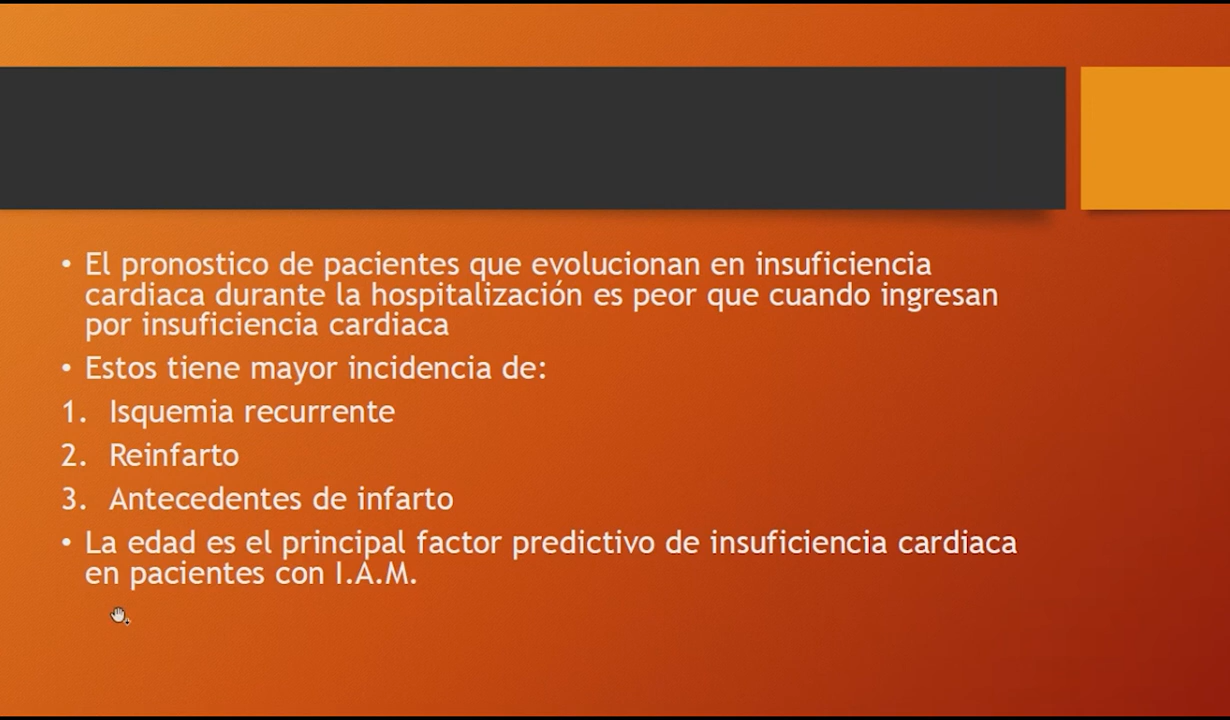 • El pronostico de pacientes que evolucionan en insuficiencia
cardiaca durante la hospitalización es peor que cuando ingresan
por insuficiencia cardiaca
• Estos tiene mayor incidencia de:
1. Isquemia recurrente
2. Reinfarto
3. Antecedentes de infarto
• La edad es el principal factor predictivo de insuficiencia cardiaca
en pacientes con I.A.M.